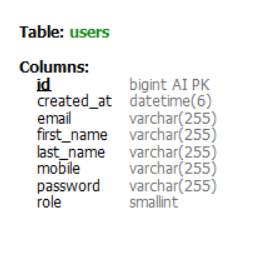 Table: users
Columns:
id bigint AI PK
created_at datetime(6)
email varchar(255)
first_name varchar(255)
last_name varchar(255)
mobile varchar(255)
password varchar(255)
role smallint